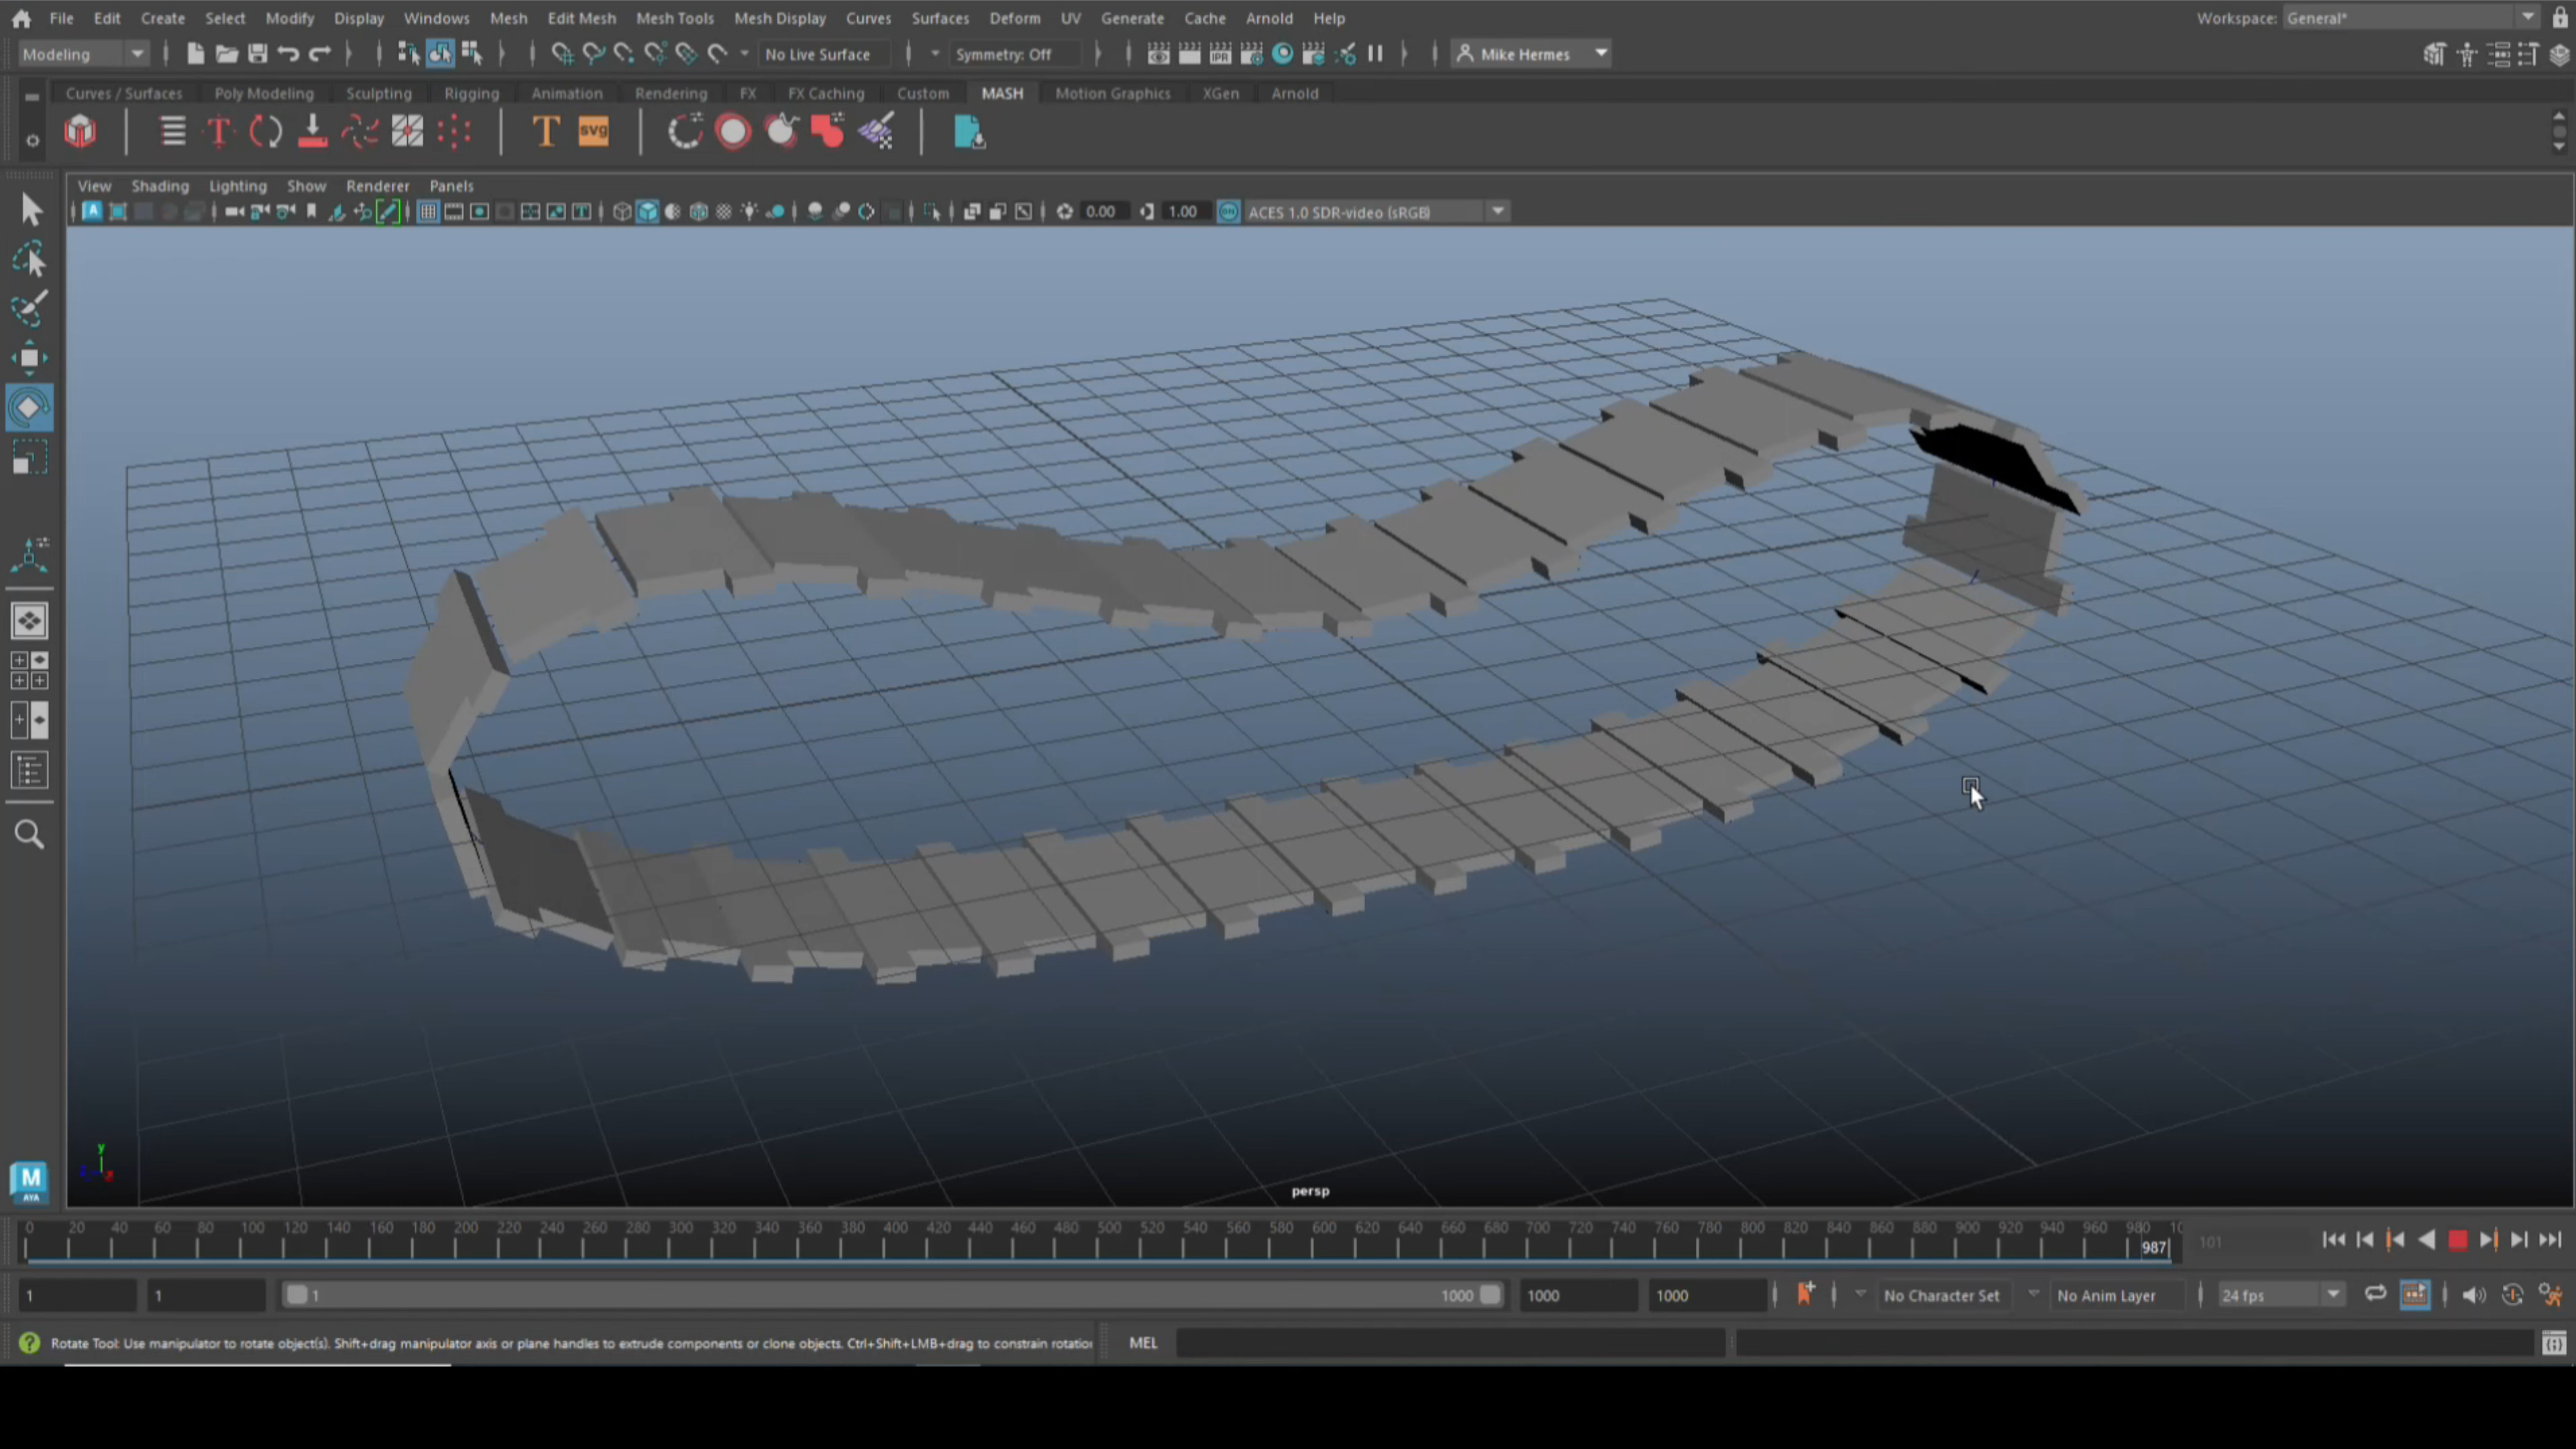 File Edit Create Select Modify Display Windows Mesh Edit Mesh Mesh Tools Mesh Display Curves Surfaces Deform UV Generate Cache Arnold Help Workspace: General*
Modeling No Live Surface Symmetry: Off IPR Mike Hermes
Curves / Surfaces Poly Modeling Sculpting Rigging Animation Rendering FX FX Caching Custom MASH Motion Graphics XGen Arnold
T T svg
View Shading Lighting Show Renderer Panels
0.00 1.00 ON ACES 1.0 SDR-video (sRGB)
y
z x
M
AYA
persp
0 20 40 60 80 100 120 140 160 180 200 220 240 260 280 300 320 340 360 380 400 420 440 460 480 500 520 540 560 580 600 620 640 660 680 700 720 740 760 780 800 820 840 860 880 900 920 940 960 980 10
987 101
1 1 1 1000 1000 1000 No Character Set No Anim Layer 24 fps
Rotate Tool: Use manipulator to rotate object(s). Shift+drag manipulator axis or plane handles to extrude components or clone objects. Ctrl+Shift+LMB+drag to constrain rotation MEL